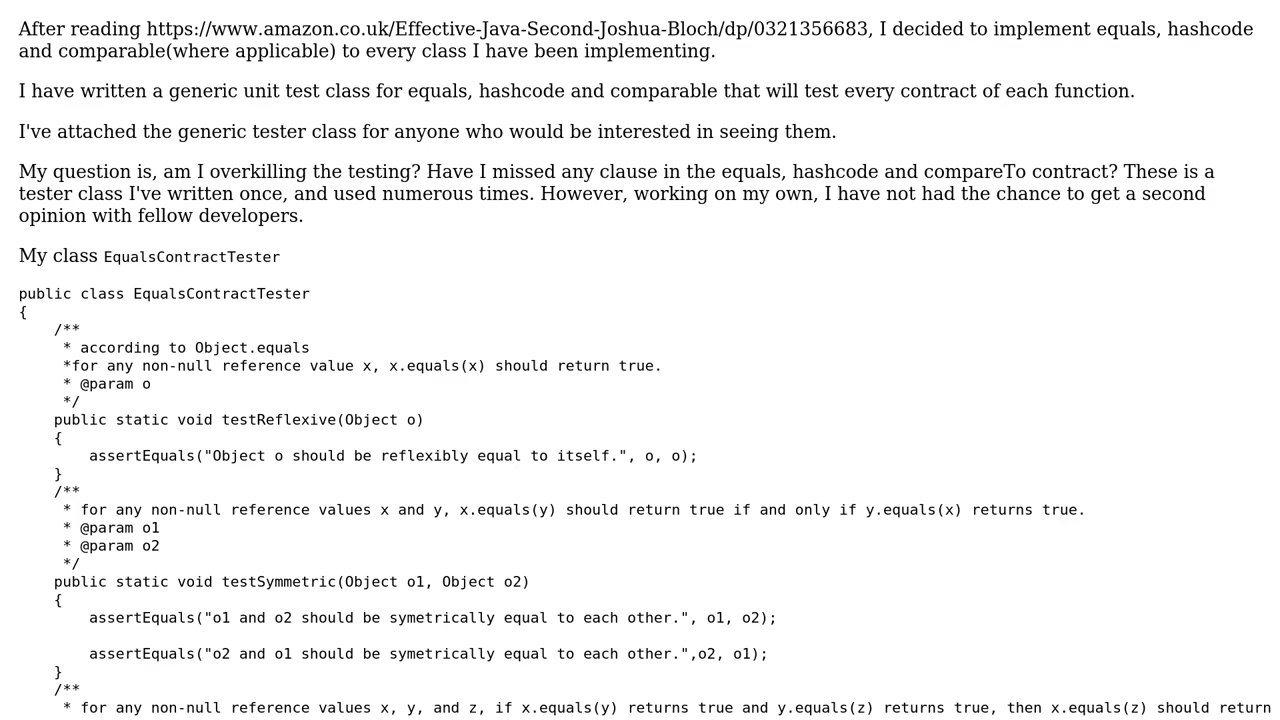 After reading https://www.amazon.co.uk/Effective-Java-Second-Joshua-Bloch/dp/0321356683, I decided to implement equals, hashcode
and comparable(where applicable) to every class I have been implementing.
I have written a generic unit test class for equals, hashcode and comparable that will test every contract of each function.
I've attached the generic tester class for anyone who would be interested in seeing them.
My question is, am I overkilling the testing? Have I missed any clause in the equals, hashcode and compareTo contract? These is a
tester class I've written once, and used numerous times. However, working on my own, I have not had the chance to get a second
opinion with fellow developers.
My class EqualsContractTester
public class EqualsContractTester
{
    /**
     * according to Object.equals
     *for any non-null reference value x, x.equals(x) should return true.
     * @param o
     */
    public static void testReflexive(Object o)
    {
        assertEquals("Object o should be reflexibly equal to itself.", o, o);
    }
    /**
     * for any non-null reference values x and y, x.equals(y) should return true if and only if y.equals(x) returns true.
     * @param o1
     * @param o2
     */
    public static void testSymmetric(Object o1, Object o2)
    {
        assertEquals("o1 and o2 should be symetrically equal to each other.", o1, o2);
        assertEquals("o2 and o1 should be symetrically equal to each other.",o2, o1);
    }
    /**
     * for any non-null reference values x, y, and z, if x.equals(y) returns true and y.equals(z) returns true, then x.equals(z) should return